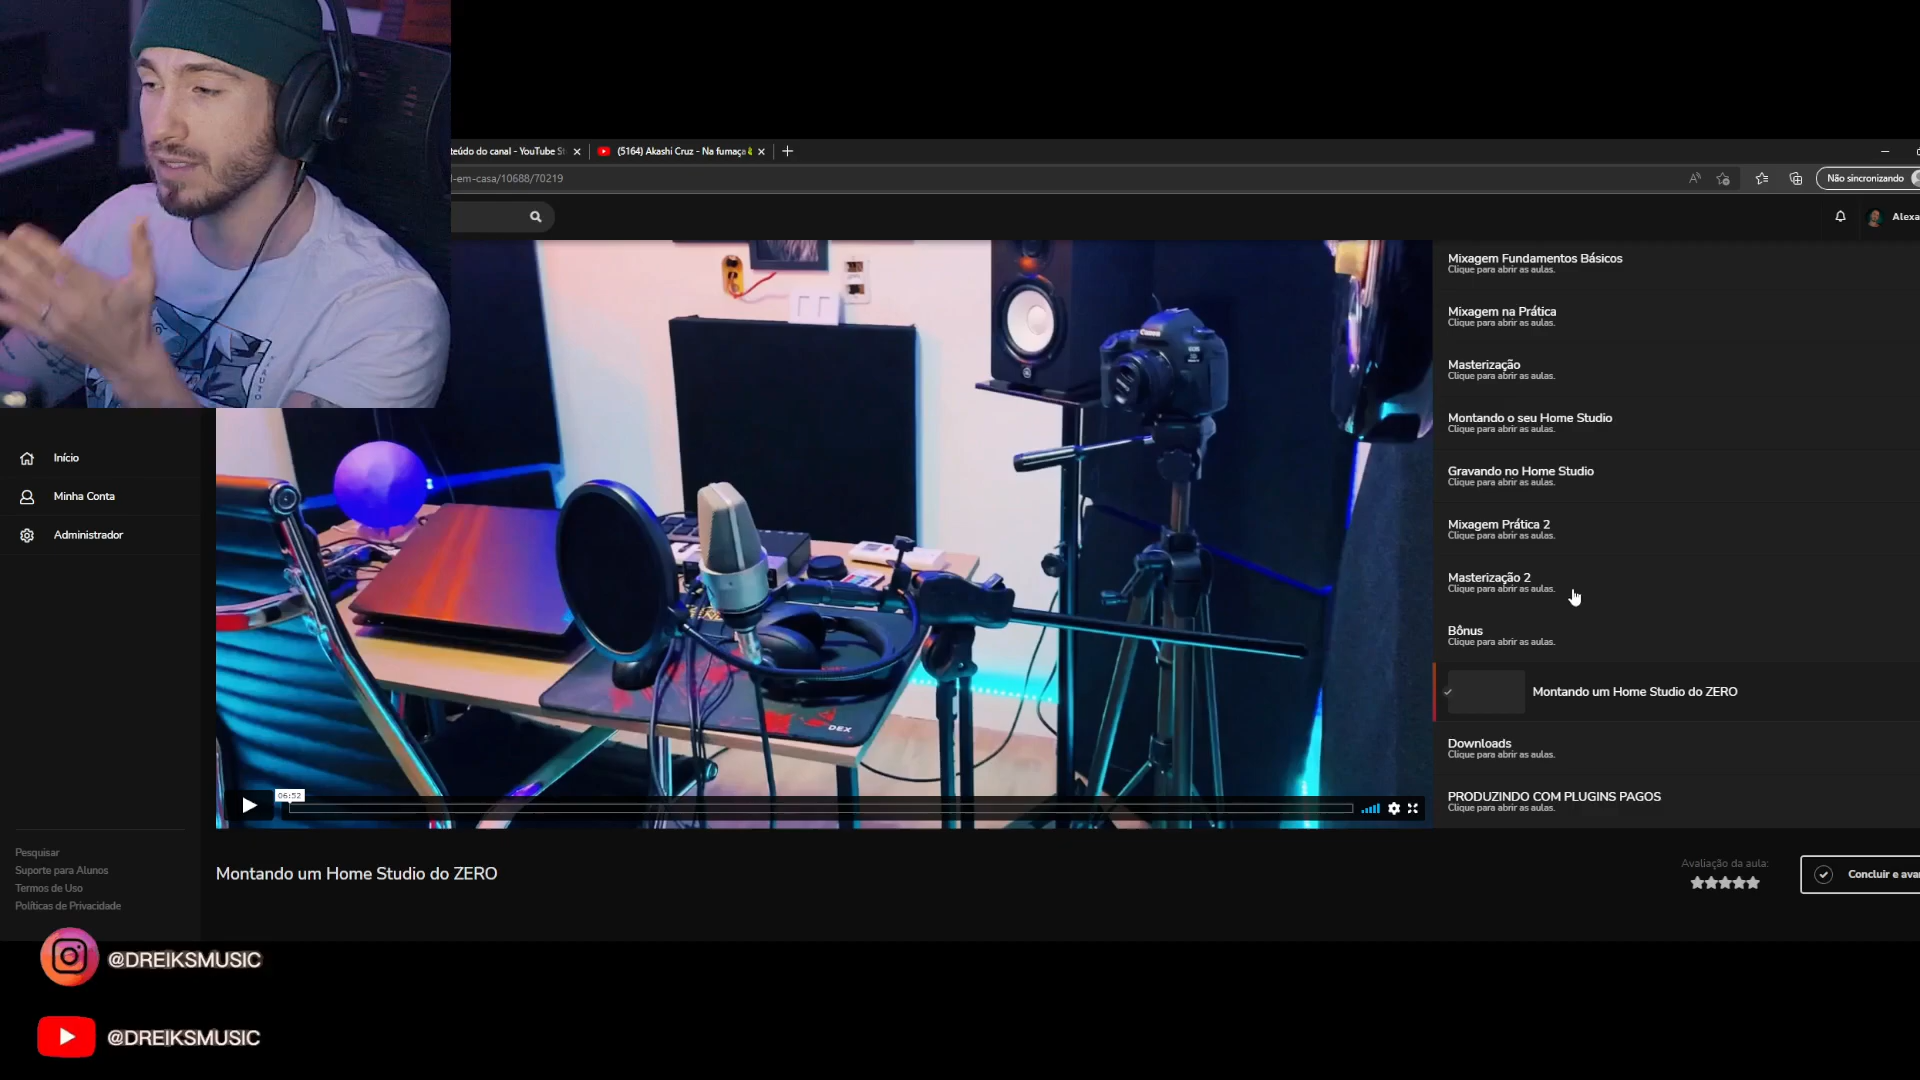 teúdo do canal - YouTube St
(5164) Akashi Cruz - Na fumaça
l-em-casa/10688/70219
Não sincronizando
Alexa
Mixagem Fundamentos Básicos
Clique para abrir as aulas.
Mixagem na Prática
Clique para abrir as aulas.
Masterização
Clique para abrir as aulas.
Montando o seu Home Studio
Clique para abrir as aulas.
Gravando no Home Studio
Clique para abrir as aulas.
Mixagem Prática 2
Clique para abrir as aulas.
Masterização 2
Clique para abrir as aulas.
Bônus
Clique para abrir as aulas.
Montando um Home Studio do ZERO
Downloads
Clique para abrir as aulas.
PRODUZINDO COM PLUGINS PAGOS
Clique para abrir as aulas.
Início
Minha Conta
Administrador
Canon
DEX
06:52
Montando um Home Studio do ZERO
Avaliação da aula:
Concluir e avan
Pesquisar
Suporte para Alunos
Termos de Uso
Políticas de Privacidade
@DREIKSMUSIC
@DREIKSMUSIC